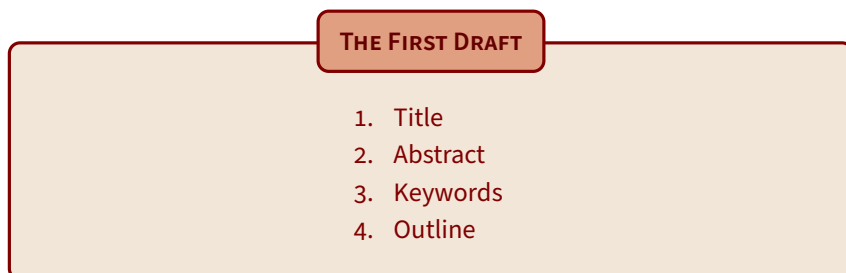 The First Draft
1. Title
2. Abstract
3. Keywords
4. Outline